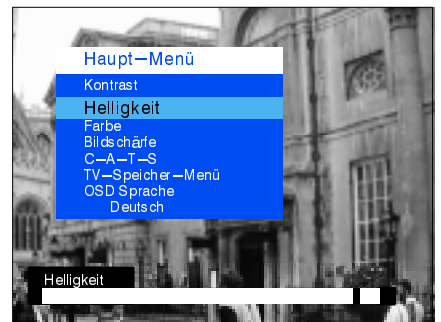 Haupt—Menü
Kontrast
Helligkeit
Farbe
Bildschärfe
C—A—T—S
TV—Speicher—Menü
OSD Sprache
Deutsch
Helligkeit